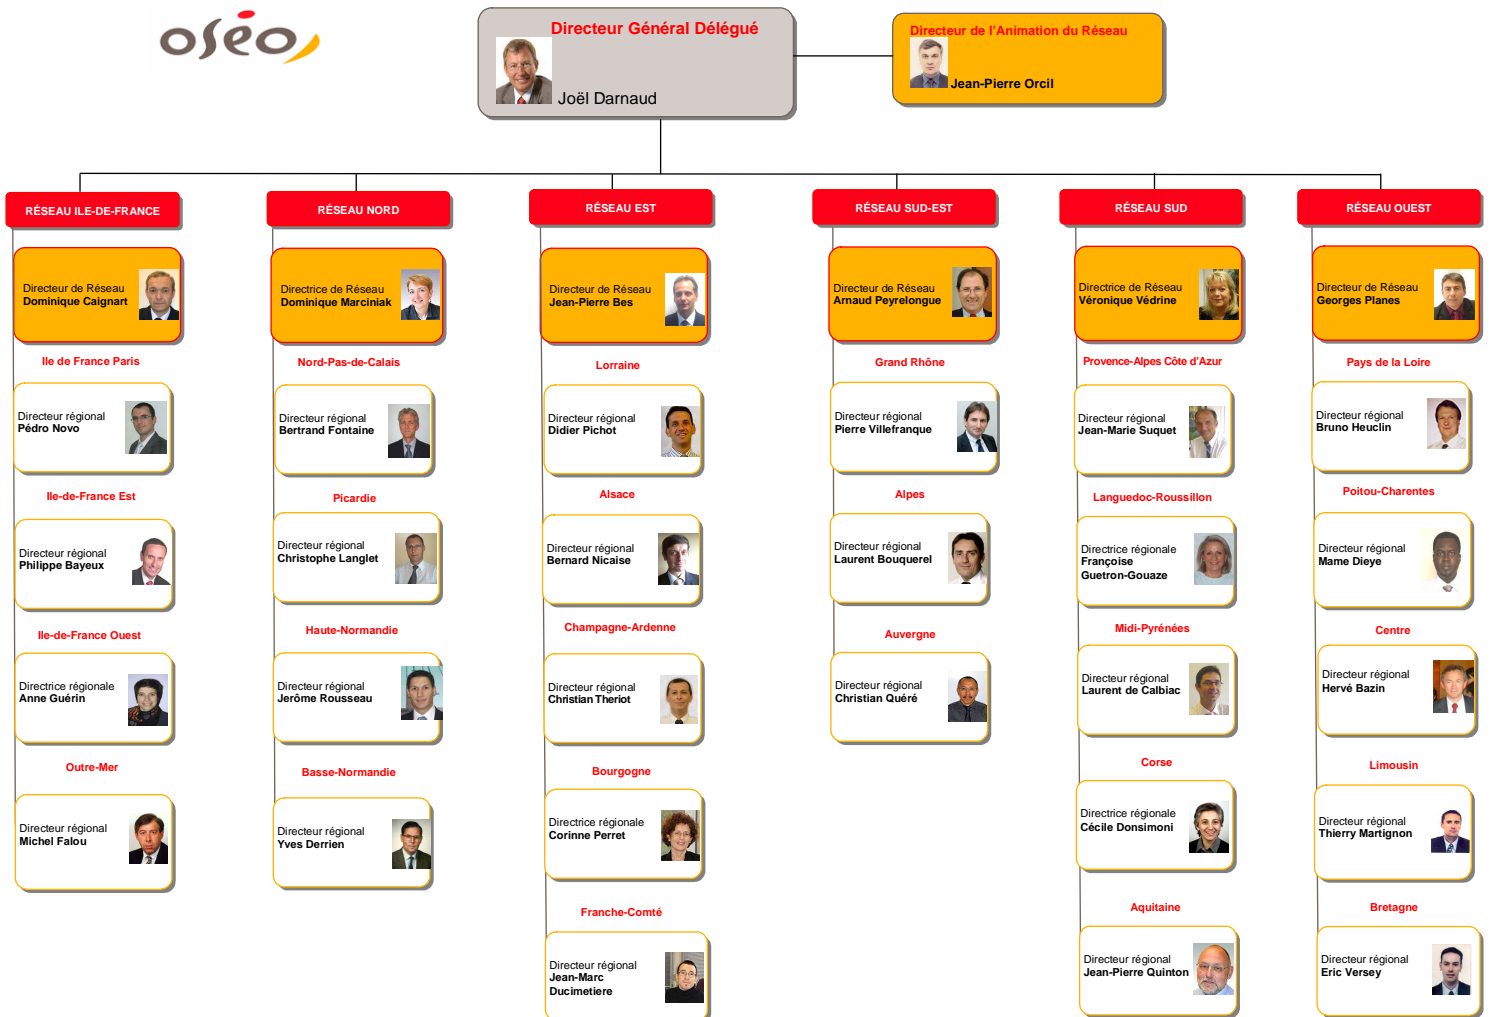 oséo
Directeur Général Délégué
Joël Darnaud
Directeur de l'Animation du Réseau
Jean-Pierre Orcil
RÉSEAU ILE-DE-FRANCE
Directeur de Réseau
Dominique Caignart
Ile de France Paris
Directeur régional
Pédro Novo
Ile-de-France Est
Directeur régional
Philippe Bayeux
Ile-de-France Ouest
Directrice régionale
Anne Guérin
Outre-Mer
Directeur régional
Michel Falou
RÉSEAU NORD
Directrice de Réseau
Dominique Marciniak
Nord-Pas-de-Calais
Directeur régional
Bertrand Fontaine
Picardie
Directeur régional
Christophe Langlet
Haute-Normandie
Directeur régional
Jerôme Rousseau
Basse-Normandie
Directeur régional
Yves Derrien
RÉSEAU EST
Directeur de Réseau
Jean-Pierre Bes
Lorraine
Directeur régional
Didier Pichot
Alsace
Directeur régional
Bernard Nicaise
Champagne-Ardenne
Directeur régional
Christian Theriot
Bourgogne
Directrice régionale
Corinne Perret
Franche-Comté
Directeur régional
Jean-Marc
Ducimetiere
RÉSEAU SUD-EST
Directeur de Réseau
Arnaud Peyrelongue
Grand Rhône
Directeur régional
Pierre Villefranque
Alpes
Directeur régional
Laurent Bouquerel
Auvergne
Directeur régional
Christian Quéré
RÉSEAU SUD
Directrice de Réseau
Véronique Védrine
Provence-Alpes Côte d'Azur
Directeur régional
Jean-Marie Suquet
Languedoc-Roussillon
Directrice régionale
Françoise
Guetron-Gouaze
Midi-Pyrénées
Directeur régional
Laurent de Calbiac
Corse
Directrice régionale
Cécile Donsimoni
Aquitaine
Directeur régional
Jean-Pierre Quinton
RÉSEAU OUEST
Directeur de Réseau
Georges Planes
Pays de la Loire
Directeur régional
Bruno Heuclin
Poitou-Charentes
Directeur régional
Mame Dieye
Centre
Directeur régional
Hervé Bazin
Limousin
Directeur régional
Thierry Martignon
Bretagne
Directeur régional
Eric Versey